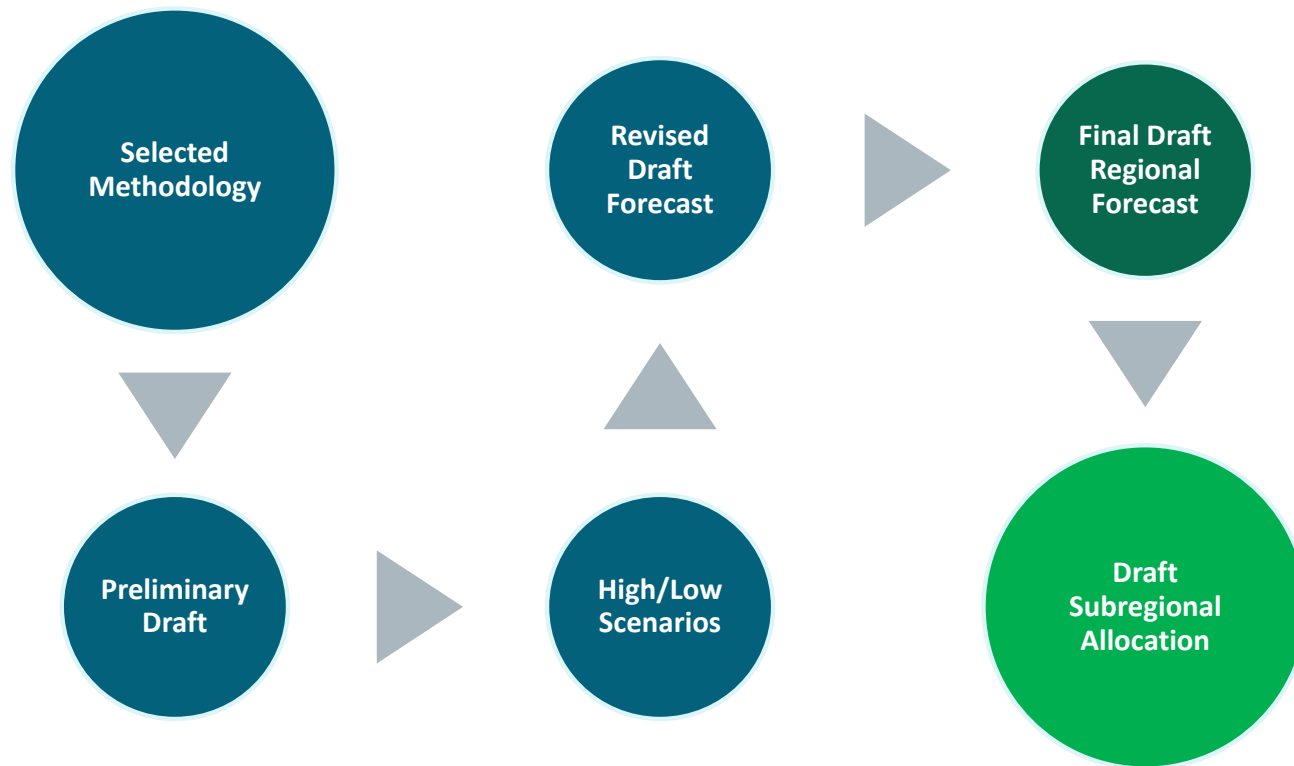 Selected
Methodology
Preliminary
Draft
High/Low
Scenarios
Revised
Draft
Forecast
Final Draft
Regional
Forecast
Draft
Subregional
Allocation